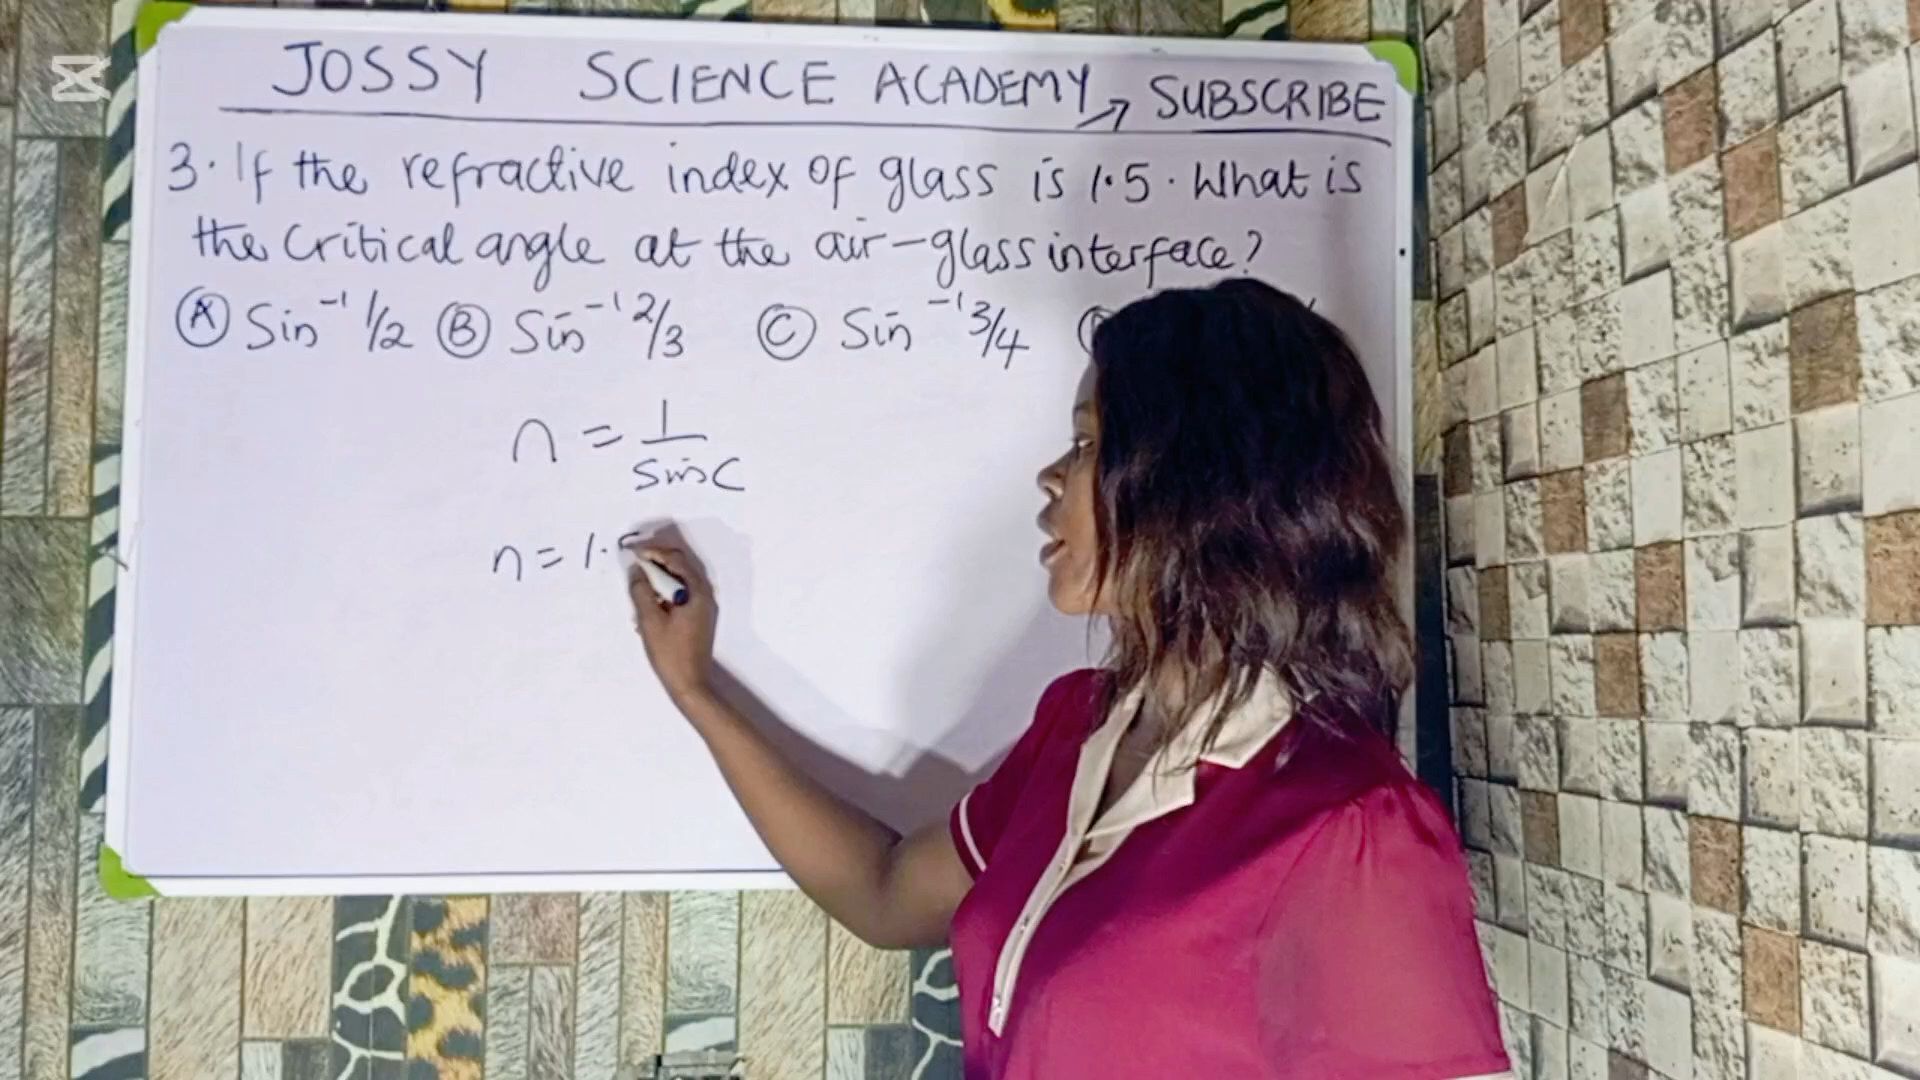 JOSSY SCIENCE ACADEMY → SUBSCRIBE
3. If the refractive index of glass is 1.5. What is
the critical angle at the air-glass interface?
Ⓐ Sin⁻¹ 1/2 Ⓑ Sin⁻¹ 2/3 Ⓒ Sin⁻¹ 3/4
n = 1/sin C
n = 1.5